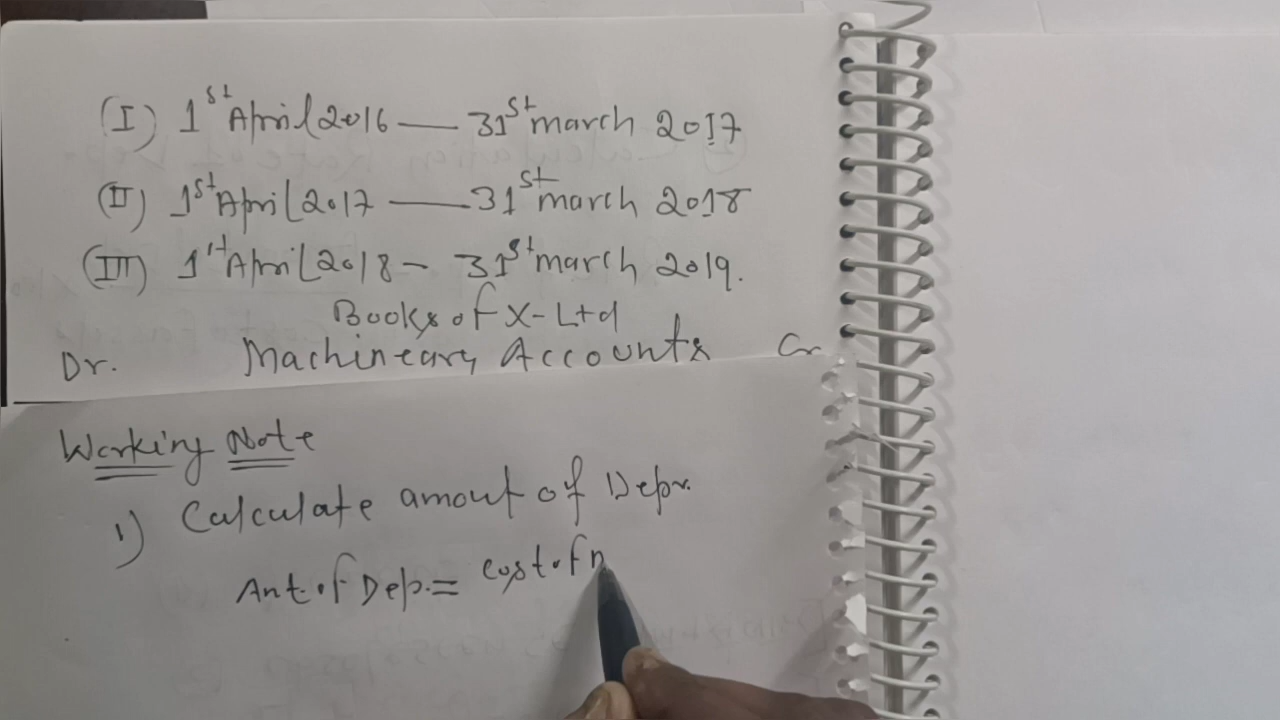 (I) 1st April 2016 — 31st march 2017
(II) 1st April 2017 — 31st march 2018
(III) 1st April 2018 - 31st march 2019.
Books of X-Ltd
Dr. Machineary Accounts Cr
Working Note
1) Calculate amout of Depr.
Amt. of Dep. = cost of